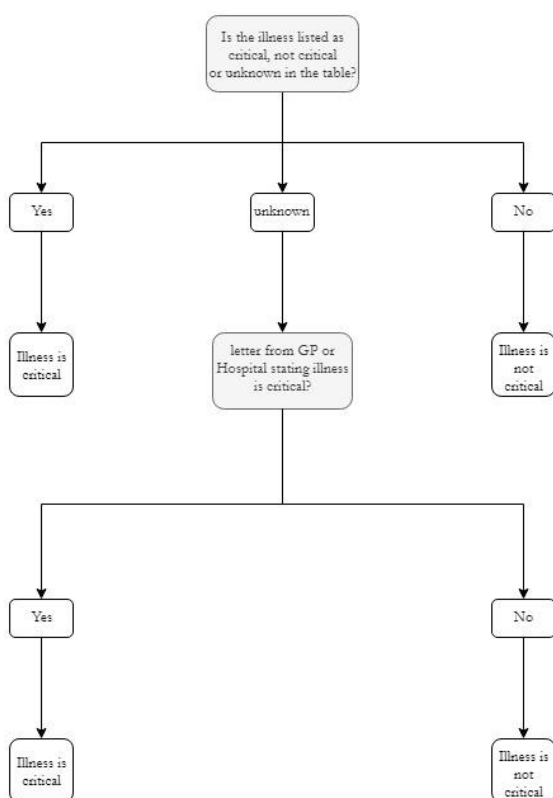 Is the illness listed as
critical, not critical
or unknown in the table?
Yes
unknown
No
Illness is
critical
letter from GP or
Hospital stating illness
is critical?
Illness is
not
critical
Yes
No
Illness is
critical
Illness is
not
critical